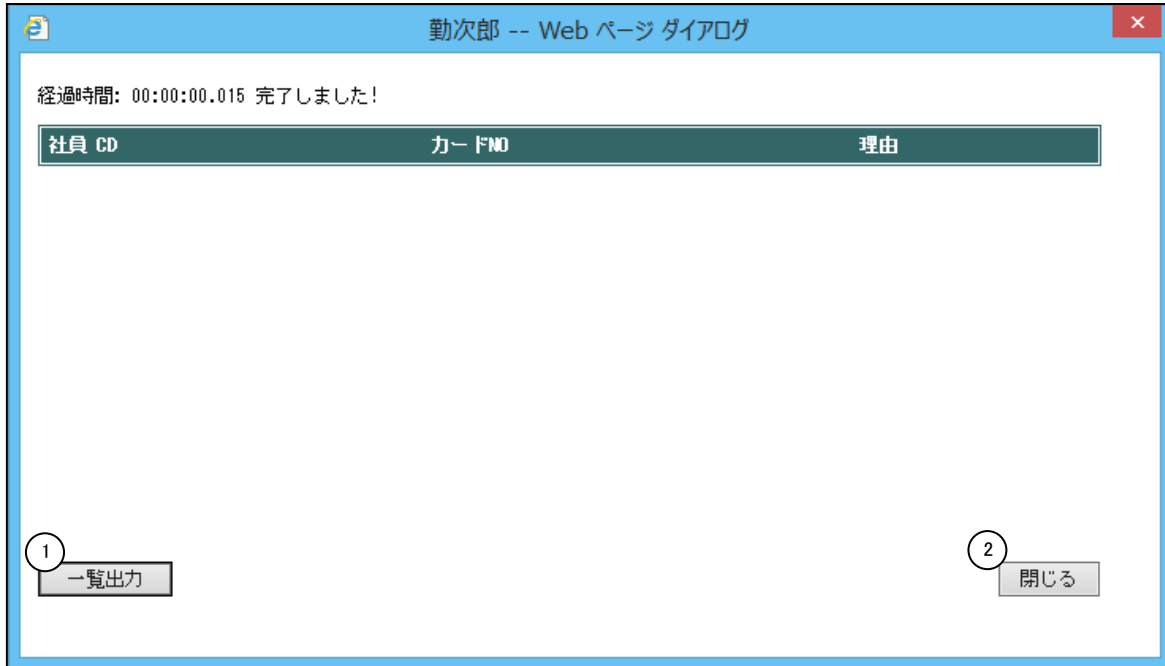 勤次郎 -- Web ページ ダイアログ
経過時間: 00:00:00.015 完了しました!
社員 CD カードNO 理由
1 2
一覧出力 閉じる